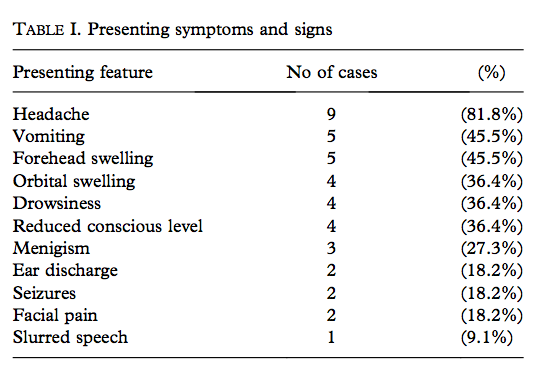 TABLE I. Presenting symptoms and signs
Presenting feature No of cases (%)
Headache 9 (81.8%)
Vomiting 5 (45.5%)
Forehead swelling 5 (45.5%)
Orbital swelling 4 (36.4%)
Drowsiness 4 (36.4%)
Reduced conscious level 4 (36.4%)
Menigism 3 (27.3%)
Ear discharge 2 (18.2%)
Seizures 2 (18.2%)
Facial pain 2 (18.2%)
Slurred speech 1 (9.1%)